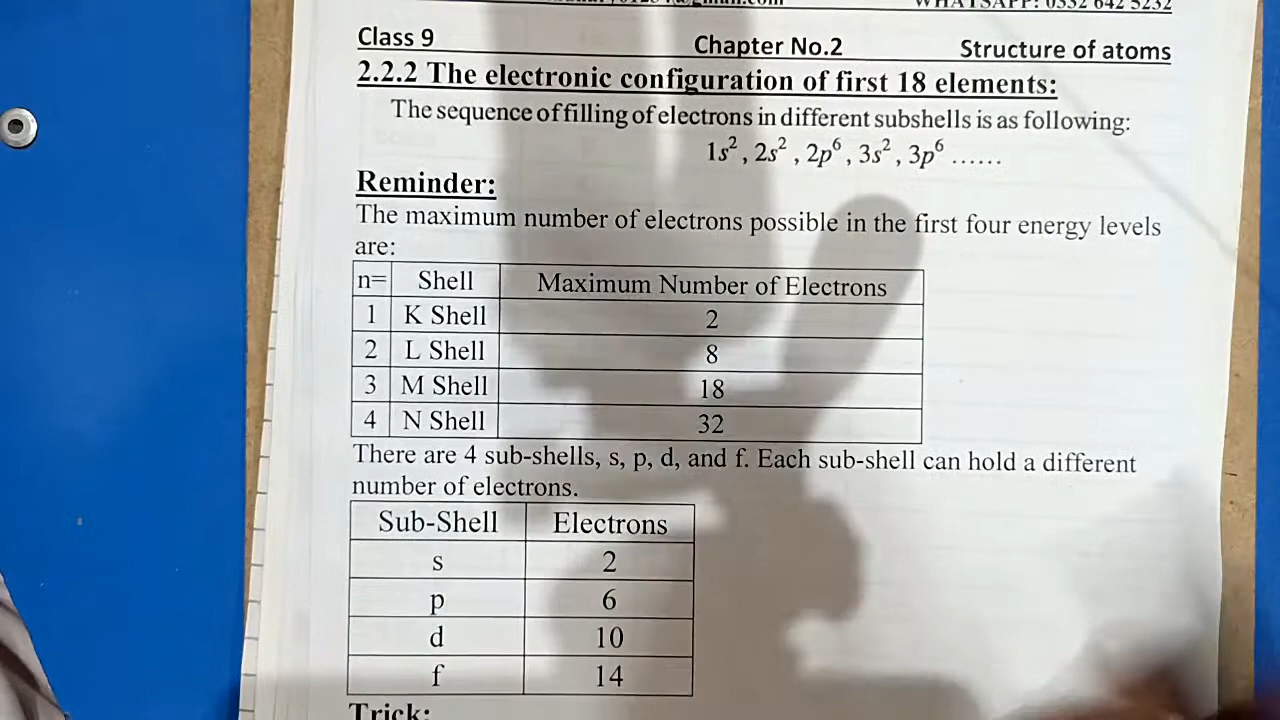 WHATSAPP: 0332 642 5232
Class 9 Chapter No.2 Structure of atoms
2.2.2 The electronic configuration of first 18 elements:
The sequence of filling of electrons in different subshells is as following:
1s², 2s², 2p⁶, 3s², 3p⁶ ......
Reminder:
The maximum number of electrons possible in the first four energy levels
are:
n= Shell Maximum Number of Electrons
1 K Shell 2
2 L Shell 8
3 M Shell 18
4 N Shell 32
There are 4 sub-shells, s, p, d, and f. Each sub-shell can hold a different
number of electrons.
Sub-Shell Electrons
s 2
p 6
d 10
f 14
Trick: